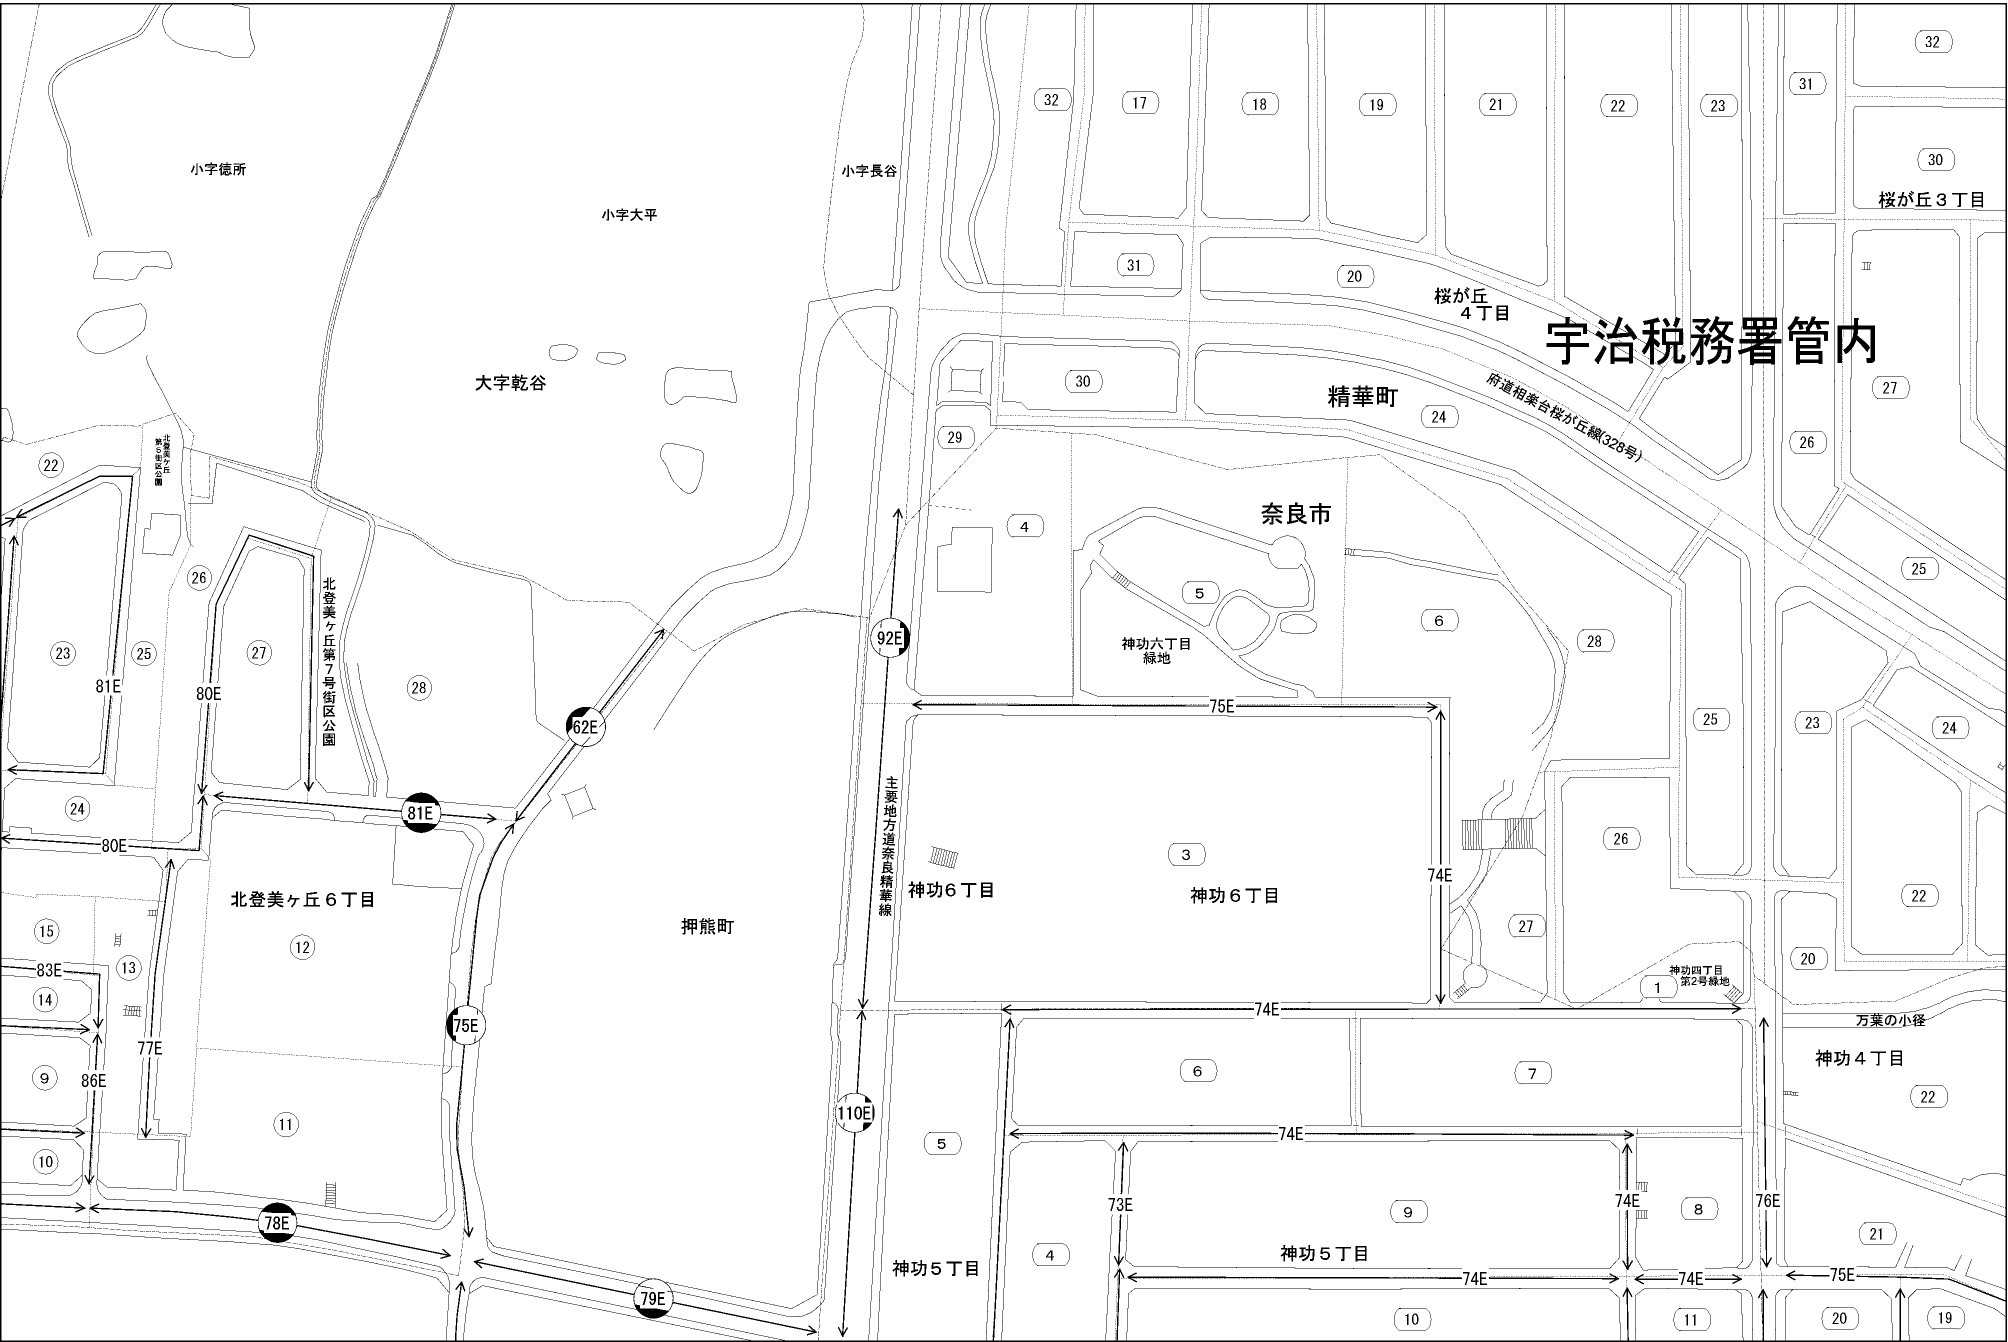 32
31
32
17
18
19
21
22
23
30
小字徳所
小字長谷
小字大平
桜が丘３丁目
31
20
桜が丘
４丁目
宇治税務署管内
大字乾谷
30
精華町
24
府道相楽台桜が丘線(328号)
27
29
26
22
北登美ケ丘
第５街区公園
奈良市
4
25
26
5
6
28
神功六丁目
緑地
23
25
27
北登美ヶ丘第７号街区公園
28
92E
81E
80E
62E
75E
25
23
24
24
81E
主要地方道奈良精華線
80E
3
74E
26
神功６丁目
神功６丁目
22
北登美ヶ丘６丁目
押熊町
27
15
12
13
20
83E
神功四丁目
第2号緑地
1
14
74E
75E
万葉の小径
77E
神功４丁目
9
86E
6
7
22
110E
11
5
74E
10
73E
74E
76E
78E
9
8
21
4
神功５丁目
神功５丁目
74E
74E
75E
79E
10
11
20
19